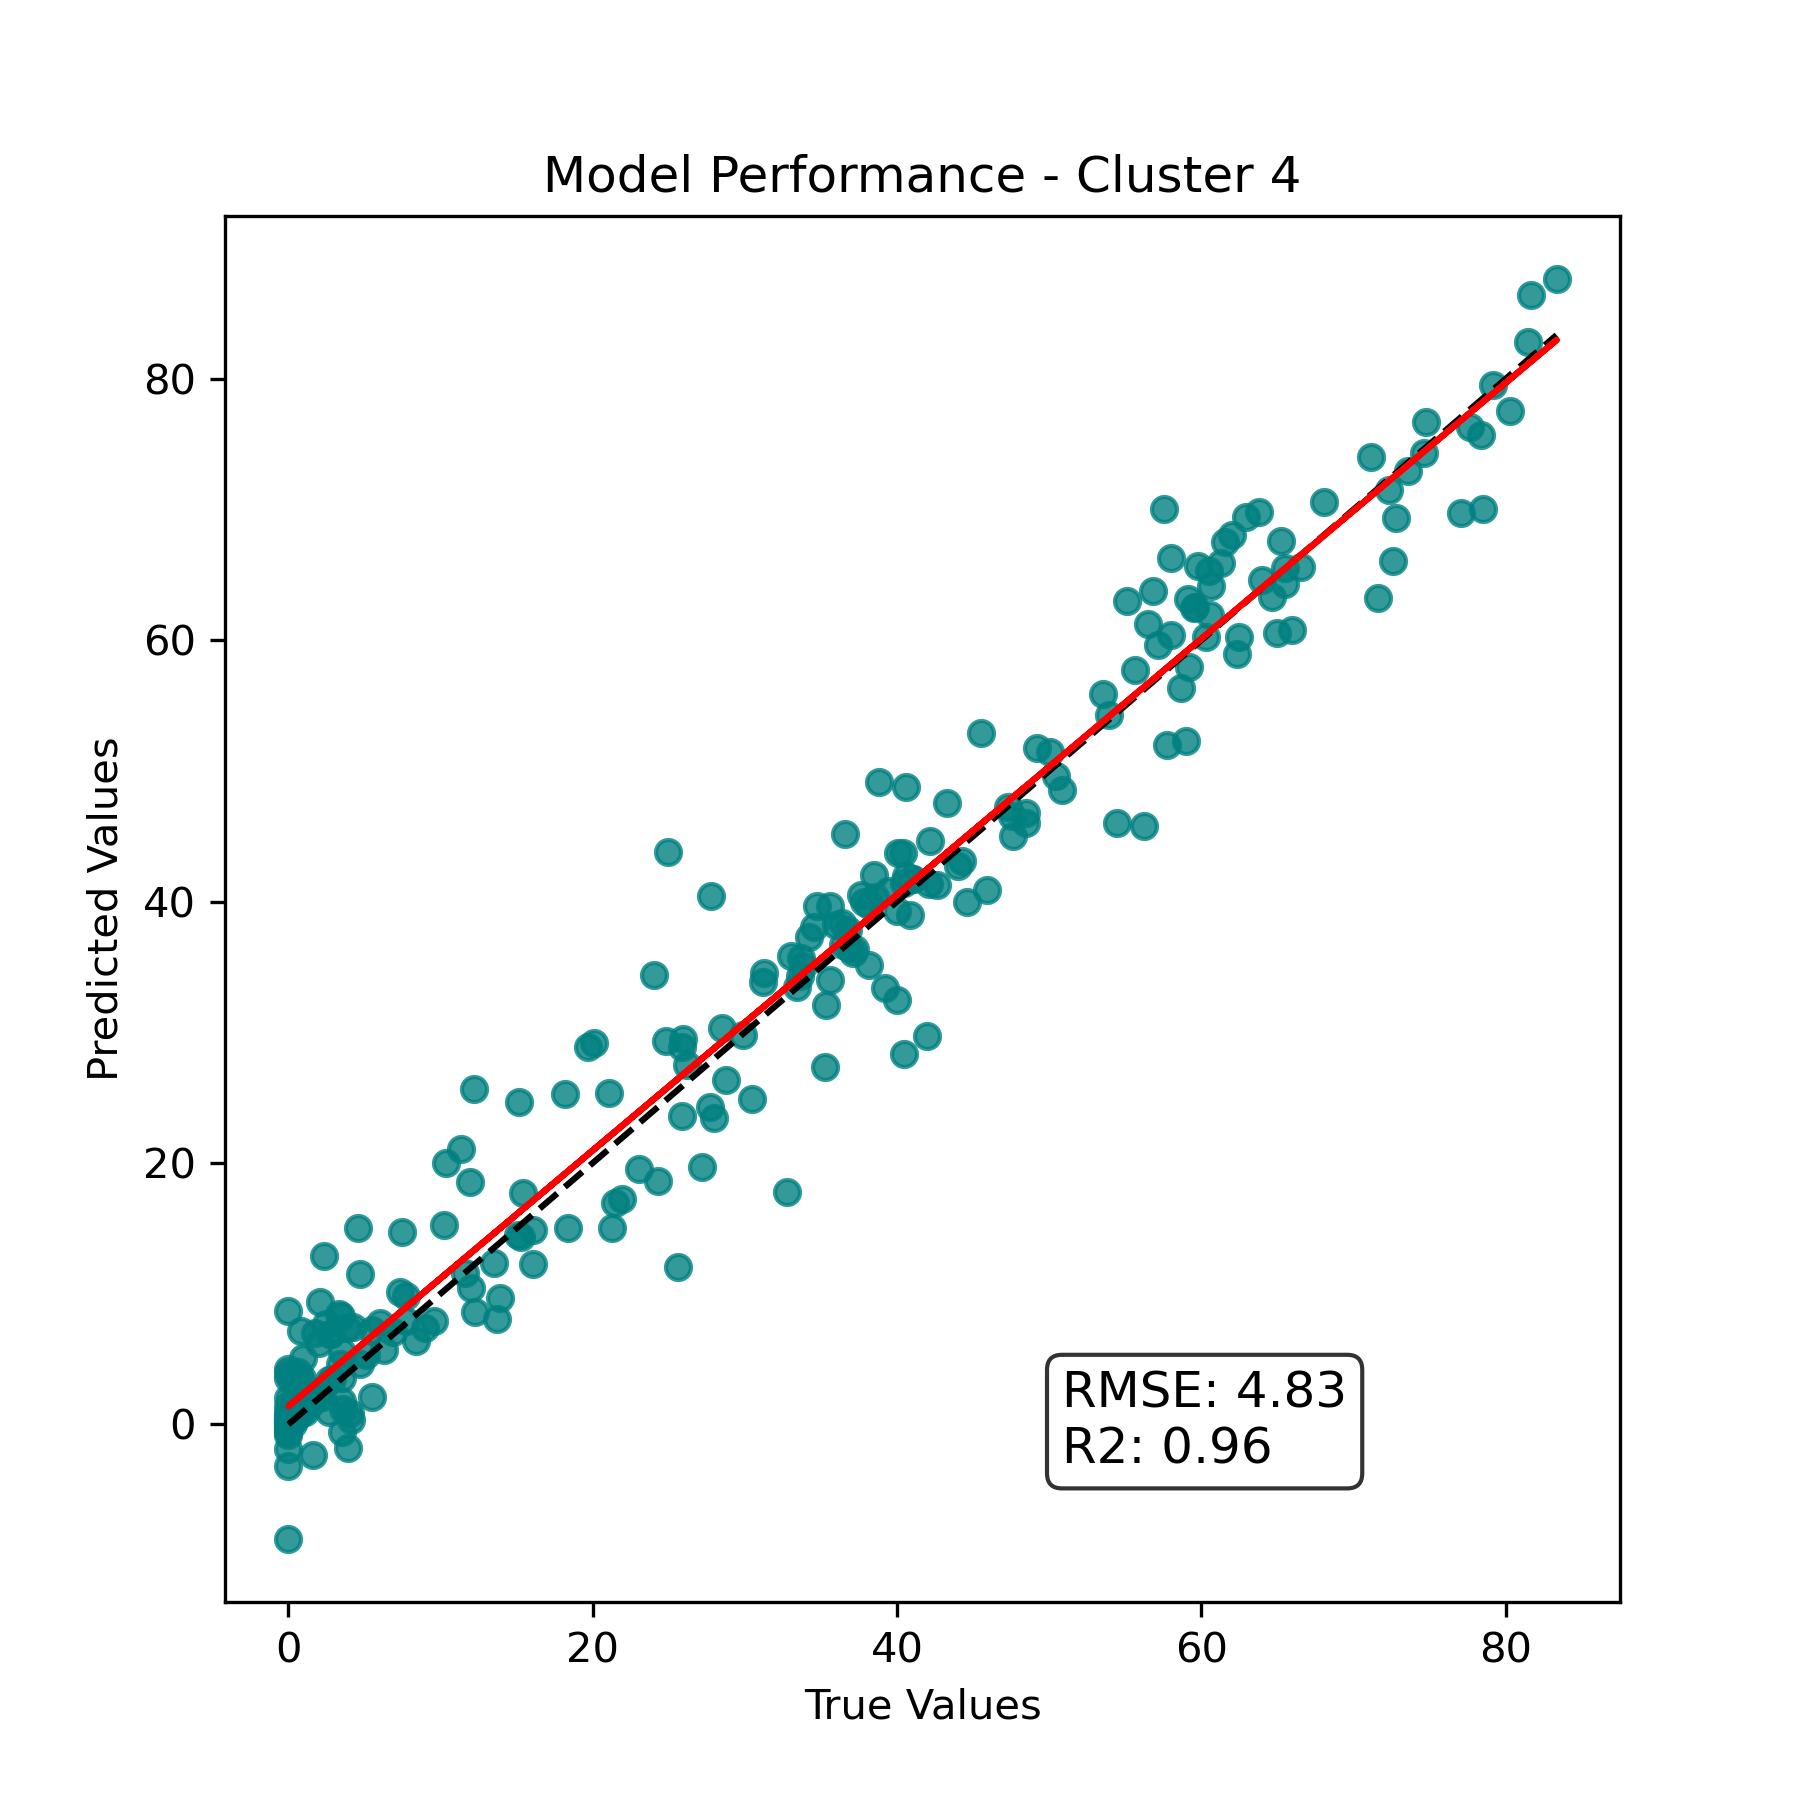 Model Performance - Cluster 4
Predicted Values
80
60
40
20
0
RMSE: 4.83
R2: 0.96
0 20 40 60 80
True Values